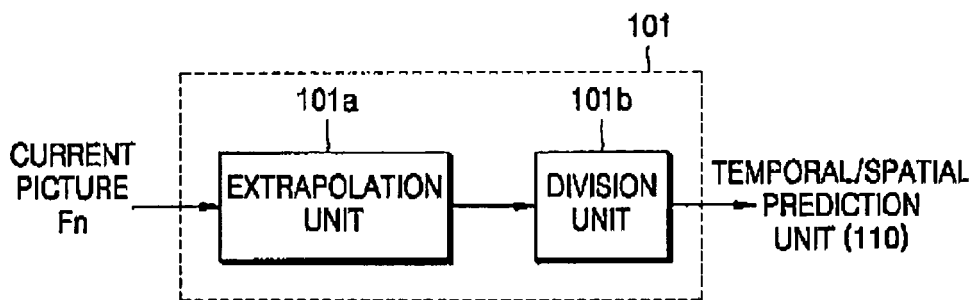 101
101a
101b
CURRENT
PICTURE
Fn
EXTRAPOLATION
UNIT
DIVISION
UNIT
TEMPORAL/SPATIAL
PREDICTION
UNIT (110)